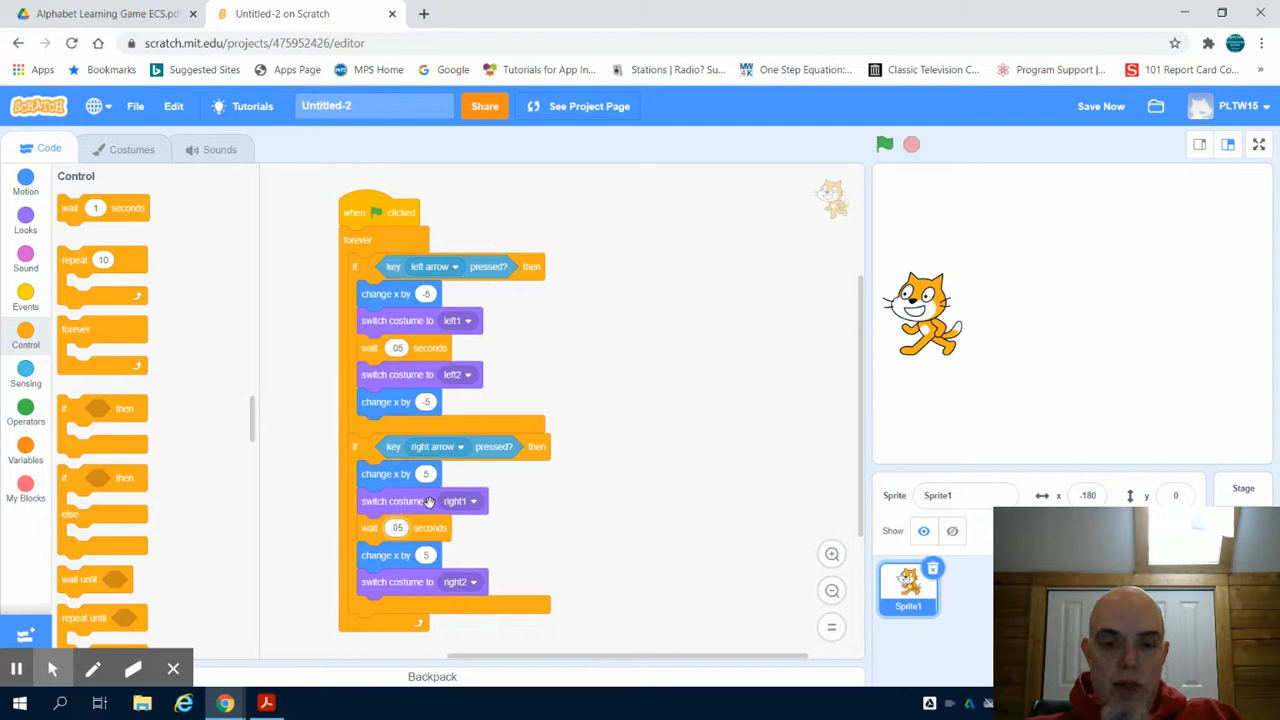 Alphabet Learning Game ECS.pdf
Untitled-2 on Scratch
scratch.mit.edu/projects/475952426/editor
Apps
Bookmarks
Suggested Sites
Apps Page
MPS Home
Google
Tutorials for App In...
Stations | Radio? Su...
One Step Equation:...
Classic Television C...
Program Support |...
101 Report Card Co...
SCRATCH
File
Edit
Tutorials
Untitled-2
Share
See Project Page
Save Now
PLTW15
Code
Costumes
Sounds
Motion
Looks
Sound
Events
Control
Sensing
Operators
Variables
My Blocks
Control
wait 1 seconds
repeat 10
forever
if then
if then
else
wait until
repeat until
when clicked
forever
if key left arrow pressed? then
change x by -5
switch costume to left1
wait .05 seconds
switch costume to left2
change x by -5
if key right arrow pressed? then
change x by 5
switch costume right1
wait .05 seconds
change x by 5
switch costume to right2
Backpack
Sprite Sprite1 x -180 y 0
Show
Sprite1
Stage